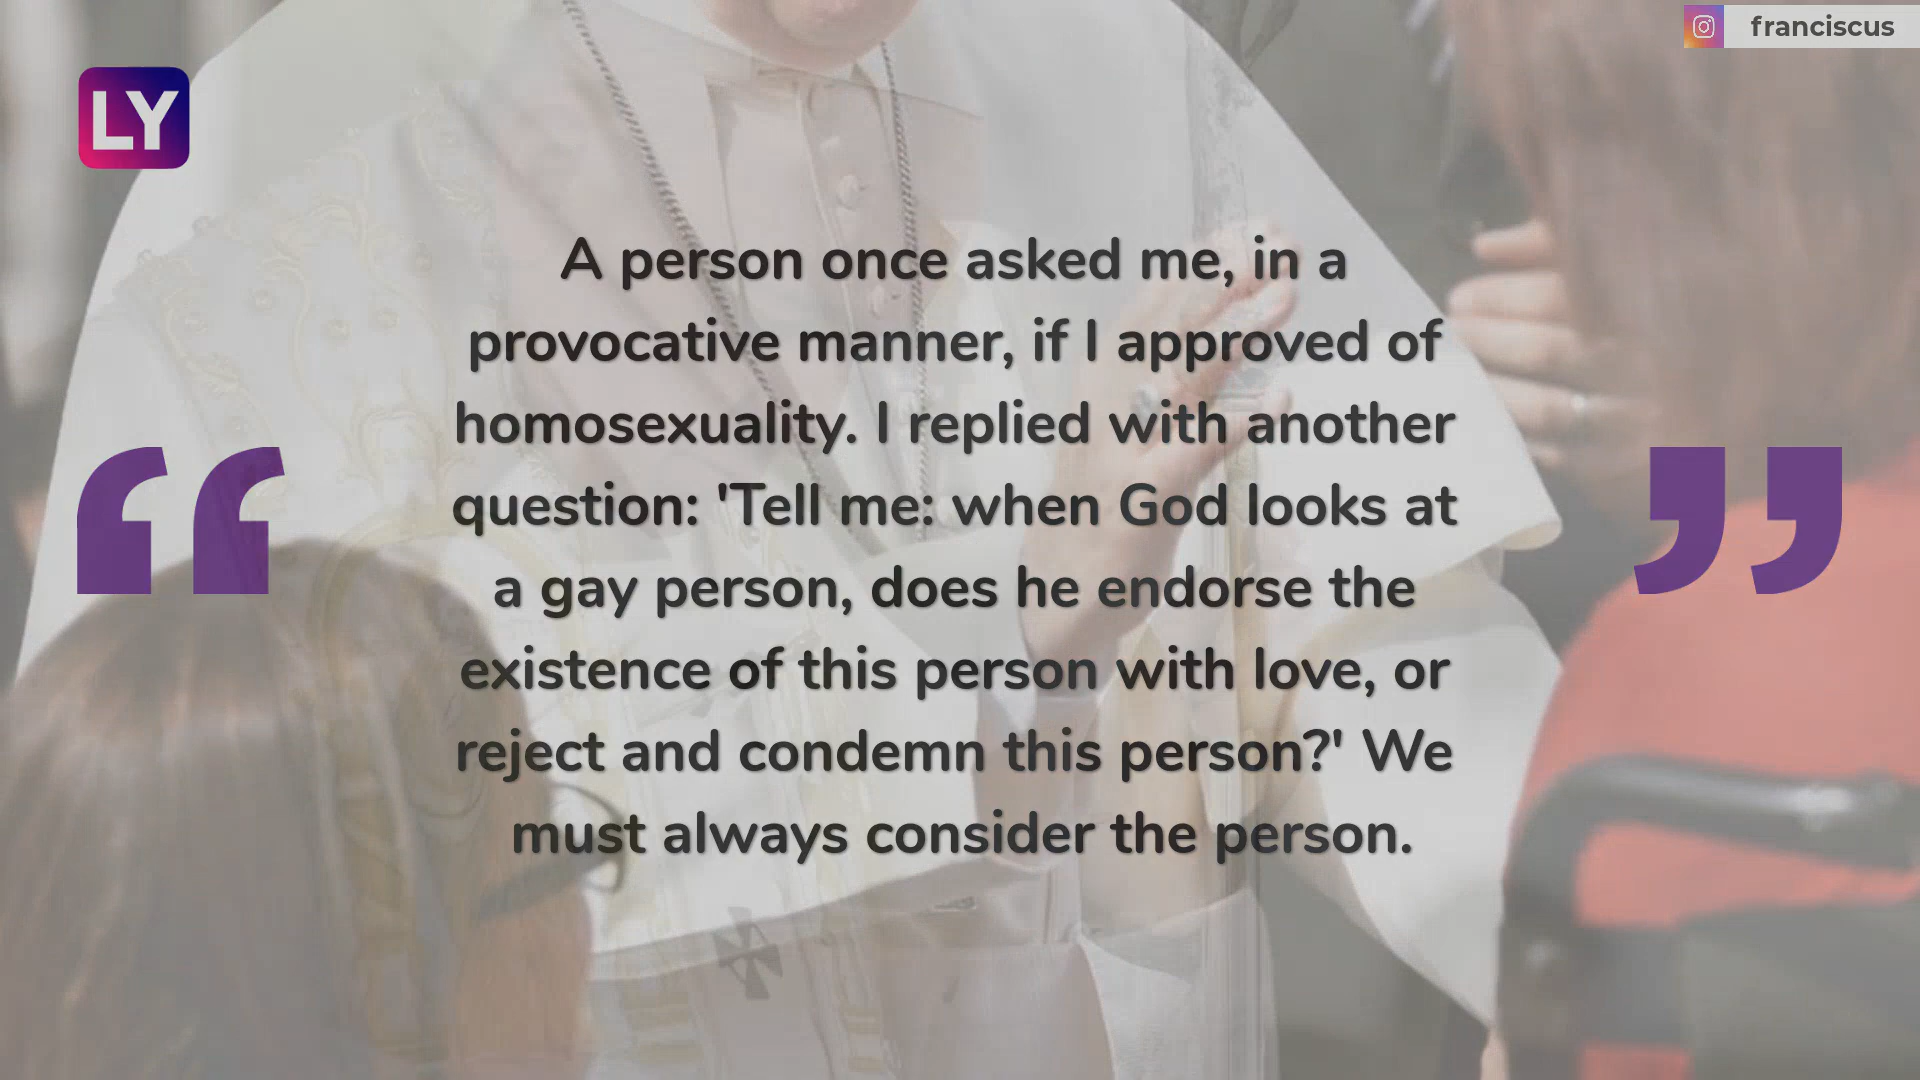 franciscus
LY
A person once asked me, in a
provocative manner, if I approved of
homosexuality. I replied with another
question: 'Tell me: when God looks at
a gay person, does he endorse the
existence of this person with love, or
reject and condemn this person?' We
must always consider the person.